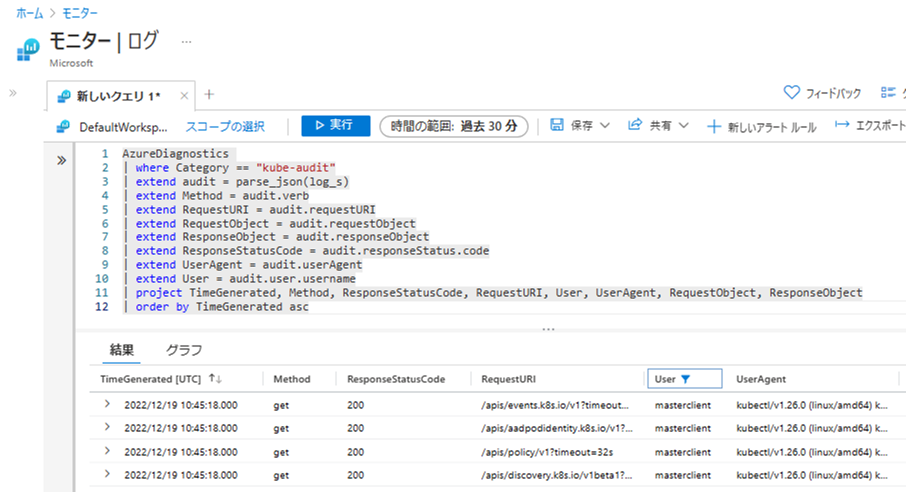 ホーム > モニター
モニター | ログ ...
Microsoft
新しいクエリ 1* × +
フィードバック
DefaultWorksp... スコープの選択 実行 時間の範囲: 過去 30 分 保存 共有 新しいアラート ルール エクスポート
1 AzureDiagnostics
2 | where Category == "kube-audit"
3 | extend audit = parse_json(log_s)
4 | extend Method = audit.verb
5 | extend RequestURI = audit.requestURI
6 | extend RequestObject = audit.requestObject
7 | extend ResponseObject = audit.responseObject
8 | extend ResponseStatusCode = audit.responseStatus.code
9 | extend UserAgent = audit.userAgent
10 | extend User = audit.user.username
11 | project TimeGenerated, Method, ResponseStatusCode, RequestURI, User, UserAgent, RequestObject, ResponseObject
12 | order by TimeGenerated asc
...
結果 グラフ
TimeGenerated [UTC] ↑↓ Method ResponseStatusCode RequestURI User UserAgent
2022/12/19 10:45:18.000 get 200 /apis/events.k8s.io/v1?timeout... masterclient kubectl/v1.26.0 (linux/amd64) k...
2022/12/19 10:45:18.000 get 200 /apis/aadpodidentity.k8s.io/v1?... masterclient kubectl/v1.26.0 (linux/amd64) k...
2022/12/19 10:45:18.000 get 200 /apis/policy/v1?timeout=32s masterclient kubectl/v1.26.0 (linux/amd64) k...
2022/12/19 10:45:18.000 get 200 /apis/discovery.k8s.io/v1beta1?... masterclient kubectl/v1.26.0 (linux/amd64) k...